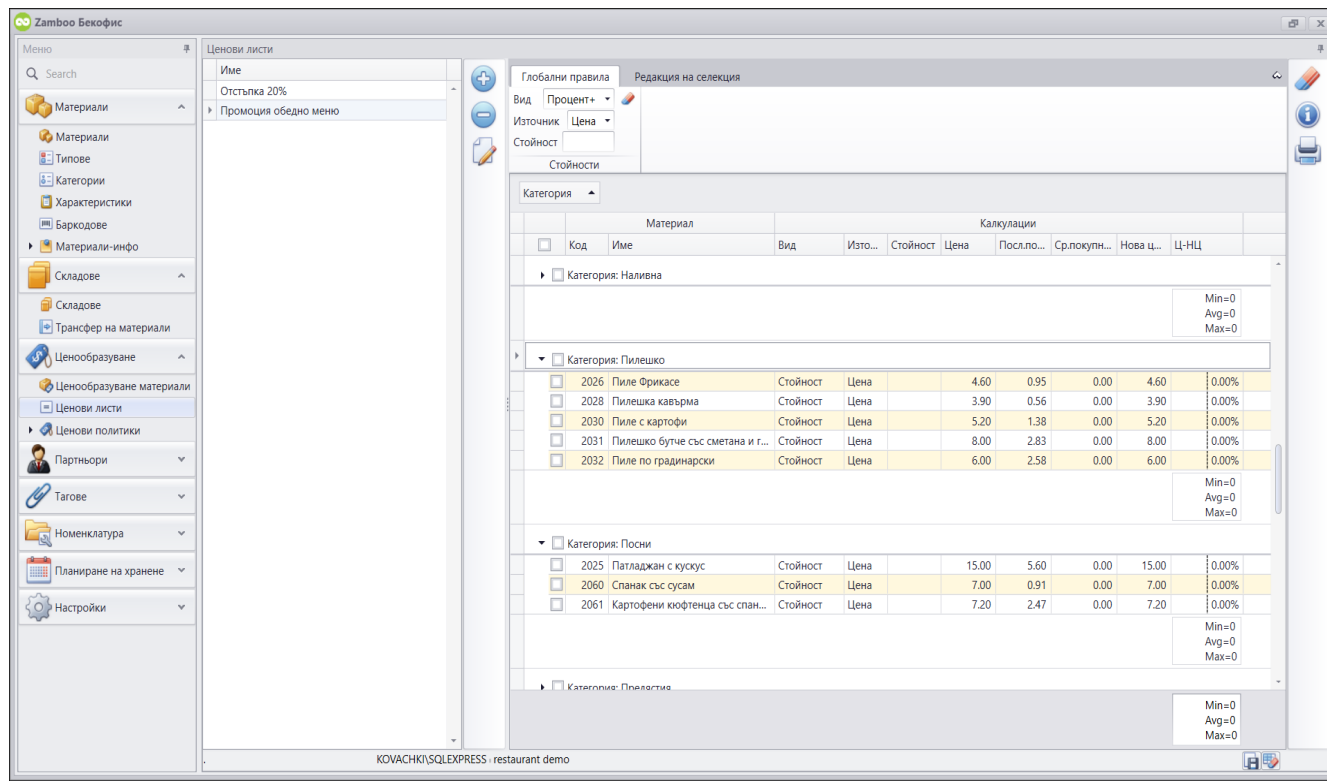 Zamboo Бекофис
Меню
Search
Материали
Материали
Типове
Категории
Характеристики
Баркодове
Материали-инфо
Складове
Складове
Трансфер на материали
Ценообразуване
Ценообразуване материали
Ценови листи
Ценови политики
Партньори
Тагове
Номенклатура
Планиране на хранене
Настройки
Ценови листи
Име
Отстъпка 20%
Промоция обедно меню
Глобални правила Редакция на селекция
Вид Процент+
Източник Цена
Стойност
Стойности
Категория
Материал Калкулации
Код Име Вид Изто... Стойност Цена Посл.по... Ср.покупн... Нова ц... Ц-НЦ
Категория: Наливна
Min=0
Avg=0
Max=0
Категория: Пилешко
2026 Пиле Фрикасе Стойност Цена 4.60 0.95 0.00 4.60 0.00%
2028 Пилешка кавърма Стойност Цена 3.90 0.56 0.00 3.90 0.00%
2030 Пиле с картофи Стойност Цена 5.20 1.38 0.00 5.20 0.00%
2031 Пилешко бутче със сметана и г... Стойност Цена 8.00 2.83 0.00 8.00 0.00%
2032 Пиле по градинарски Стойност Цена 6.00 2.58 0.00 6.00 0.00%
Min=0
Avg=0
Max=0
Категория: Посни
2025 Патладжан с кускус Стойност Цена 15.00 5.60 0.00 15.00 0.00%
2060 Спанак със сусам Стойност Цена 7.00 0.91 0.00 7.00 0.00%
2061 Картофени кюфтенца със спан... Стойност Цена 7.20 2.47 0.00 7.20 0.00%
Min=0
Avg=0
Max=0
Категория: Предястия
Min=0
Avg=0
Max=0
. KOVACHKI\SQLEXPRESS restaurant demo